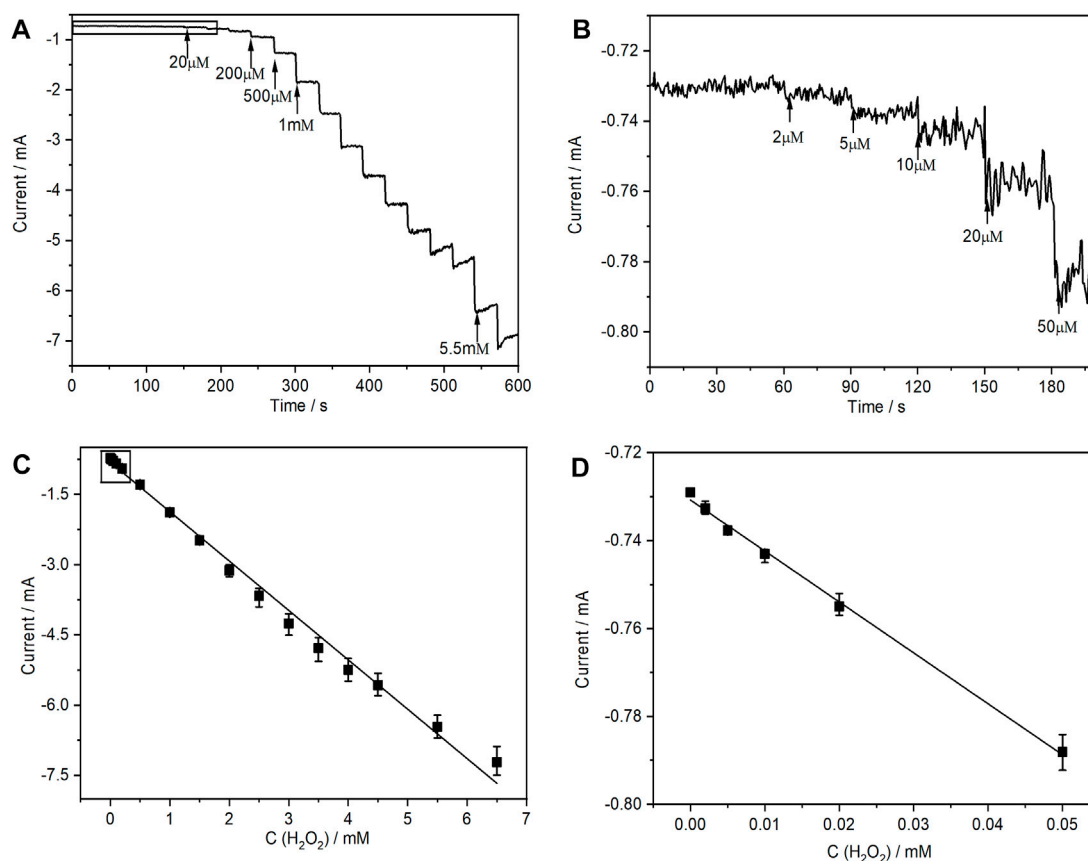 A
Current / mA
-1
-2
-3
-4
-5
-6
-7
20μM
200μM
500μM
1mM
5.5mM
0 100 200 300 400 500 600
Time / s
B
Current / mA
-0.72
-0.74
-0.76
-0.78
-0.80
2μM
5μM
10μM
20μM
50μM
0 30 60 90 120 150 180
Time / s
C
Current / mA
-1.5
-3.0
-4.5
-6.0
-7.5
0 1 2 3 4 5 6 7
C (H₂O₂) / mM
D
Current / mA
-0.72
-0.74
-0.76
-0.78
-0.80
0.00 0.01 0.02 0.03 0.04 0.05
C (H₂O₂) / mM